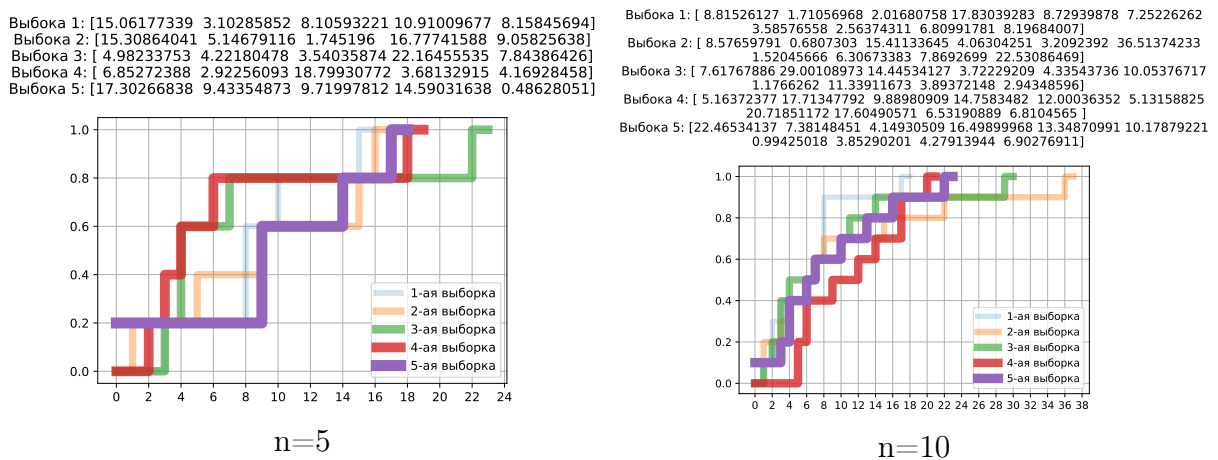 Выбока 1: [15.06177339 3.10285852 8.10593221 10.91009677 8.15845694]
Выбока 2: [15.30864041 5.14679116 1.745196 16.77741588 9.05825638]
Выбока 3: [ 4.98233753 4.22180478 3.54035874 22.16455535 7.84386426]
Выбока 4: [ 6.85272388 2.92256093 18.79930772 3.68132915 4.16928458]
Выбока 5: [17.30266838 9.43354873 9.71997812 14.59031638 0.48628051]
1.0
0.8
0.6
0.4
0.2
0.0
1-ая выборка
2-ая выборка
3-ая выборка
4-ая выборка
5-ая выборка
0 2 4 6 8 10 12 14 16 18 20 22 24
n=5
Выбока 1: [ 8.81526127 1.71056968 2.01680758 17.83039283 8.72939878 7.25226262
3.58576558 2.56374311 6.80991781 8.19684007]
Выбока 2: [ 8.57659791 0.6807303 15.41133645 4.06304251 3.2092392 36.51374233
1.52045666 6.30673383 7.8692699 22.53086469]
Выбока 3: [ 7.61767886 29.00108973 14.44534127 3.72229209 4.33543736 10.05376717
1.1766262 11.33911673 3.89372148 2.94348596]
Выбока 4: [ 5.16372377 17.71347792 9.88980909 14.7583482 12.00036352 5.13158825
20.71851172 17.60490571 6.53190889 6.8104565 ]
Выбока 5: [22.46534137 7.38148451 4.14930509 16.49899968 13.34870991 10.17879221
0.99425018 3.85290201 4.27913944 6.90276911]
1.0
0.8
0.6
0.4
0.2
0.0
1-ая выборка
2-ая выборка
3-ая выборка
4-ая выборка
5-ая выборка
0 2 4 6 8 10 12 14 16 18 20 22 24 26 28 30 32 34 36 38
n=10